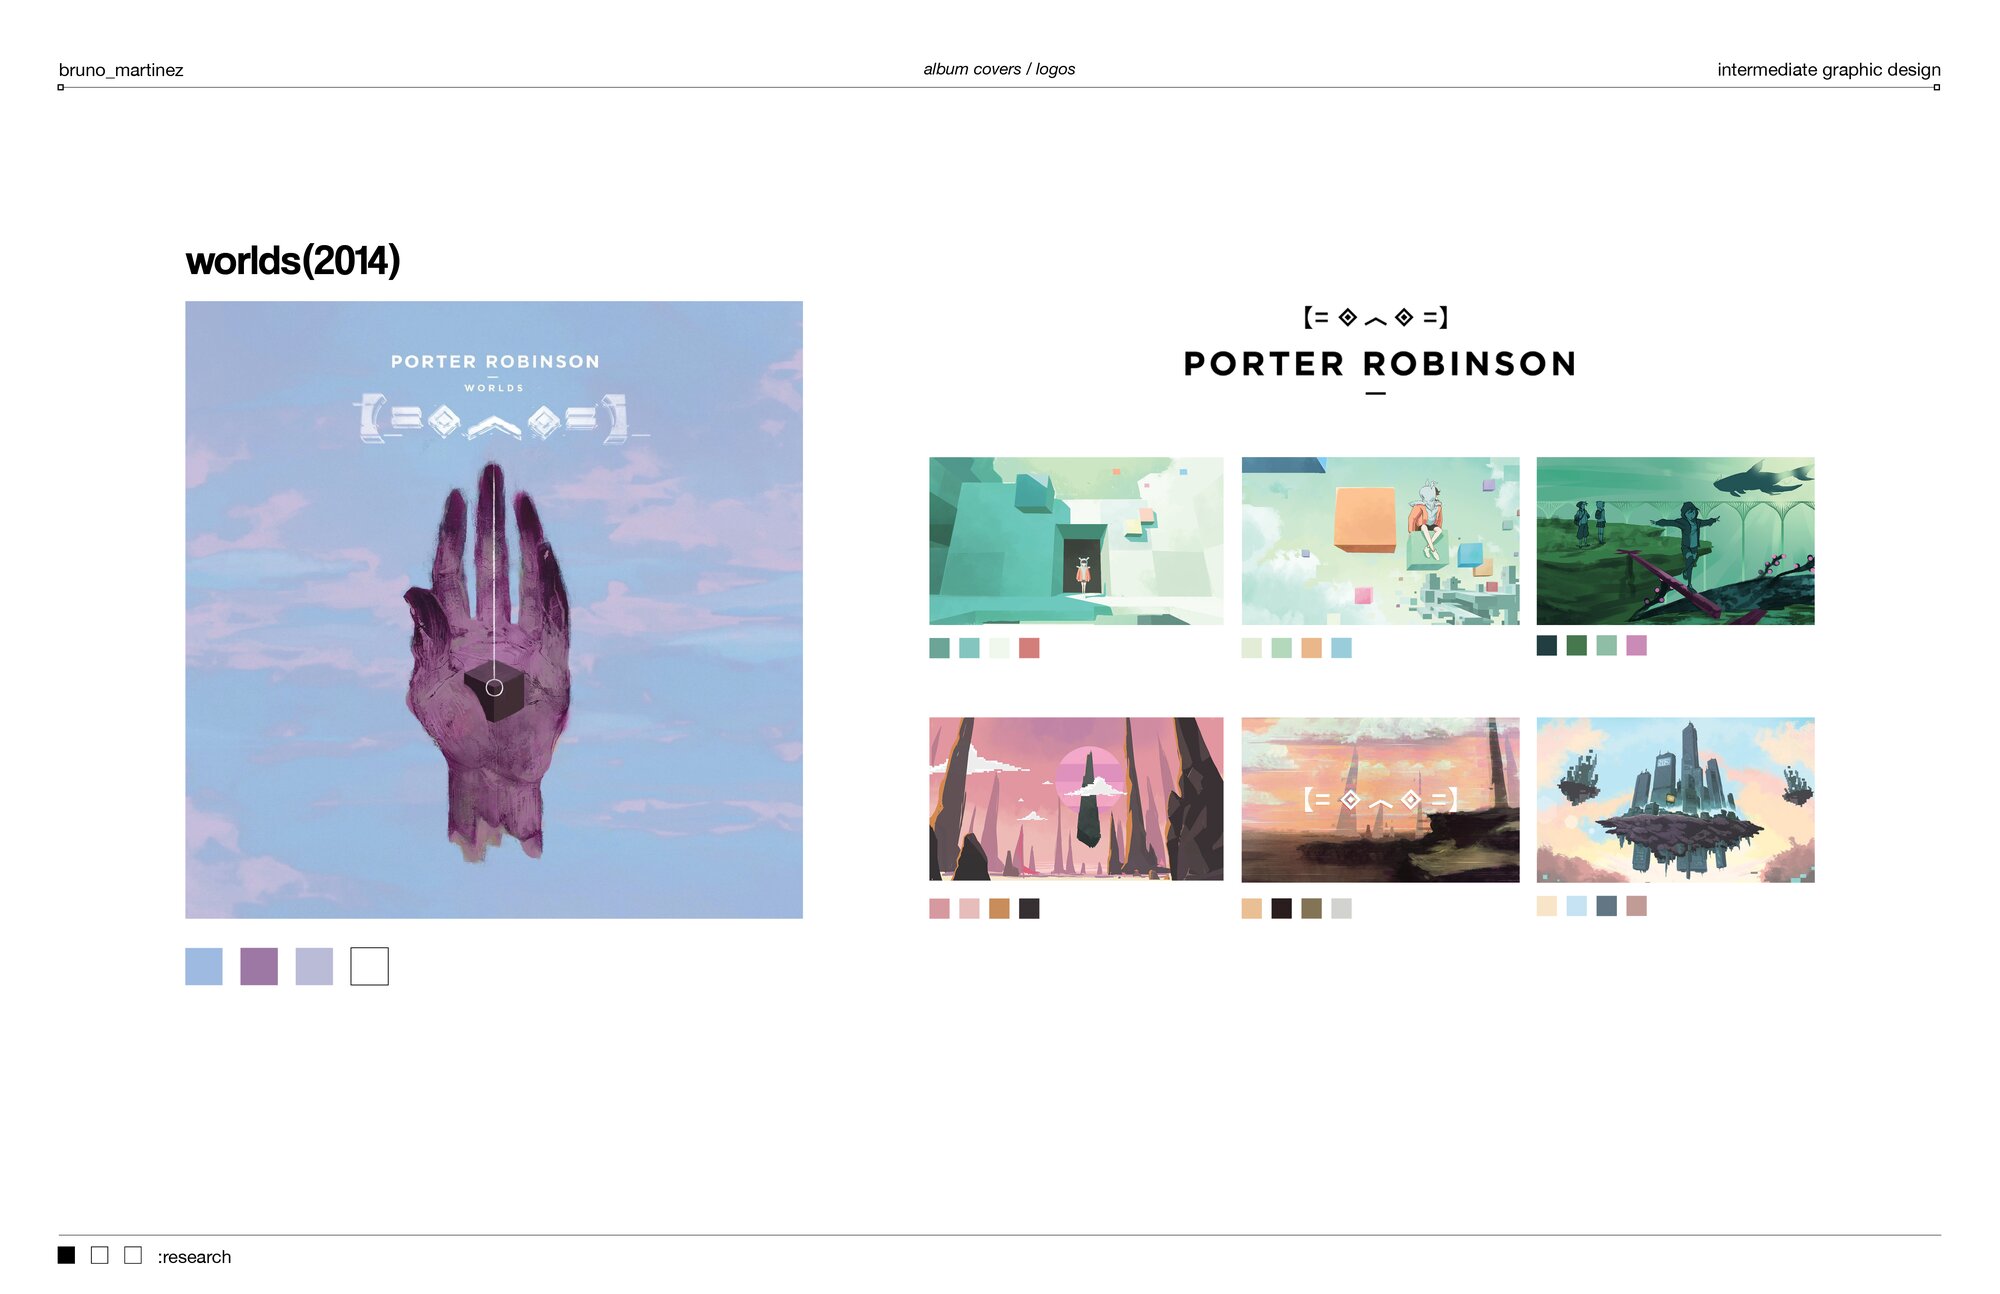 bruno_martinez
album covers / logos
intermediate graphic design
worlds(2014)
PORTER ROBINSON
WORLDS
【= ◈ ︿ ◈ =】_
【= ◈ ︿ ◈ =】
PORTER ROBINSON
【= ◈ ︿ ◈ =】
:research